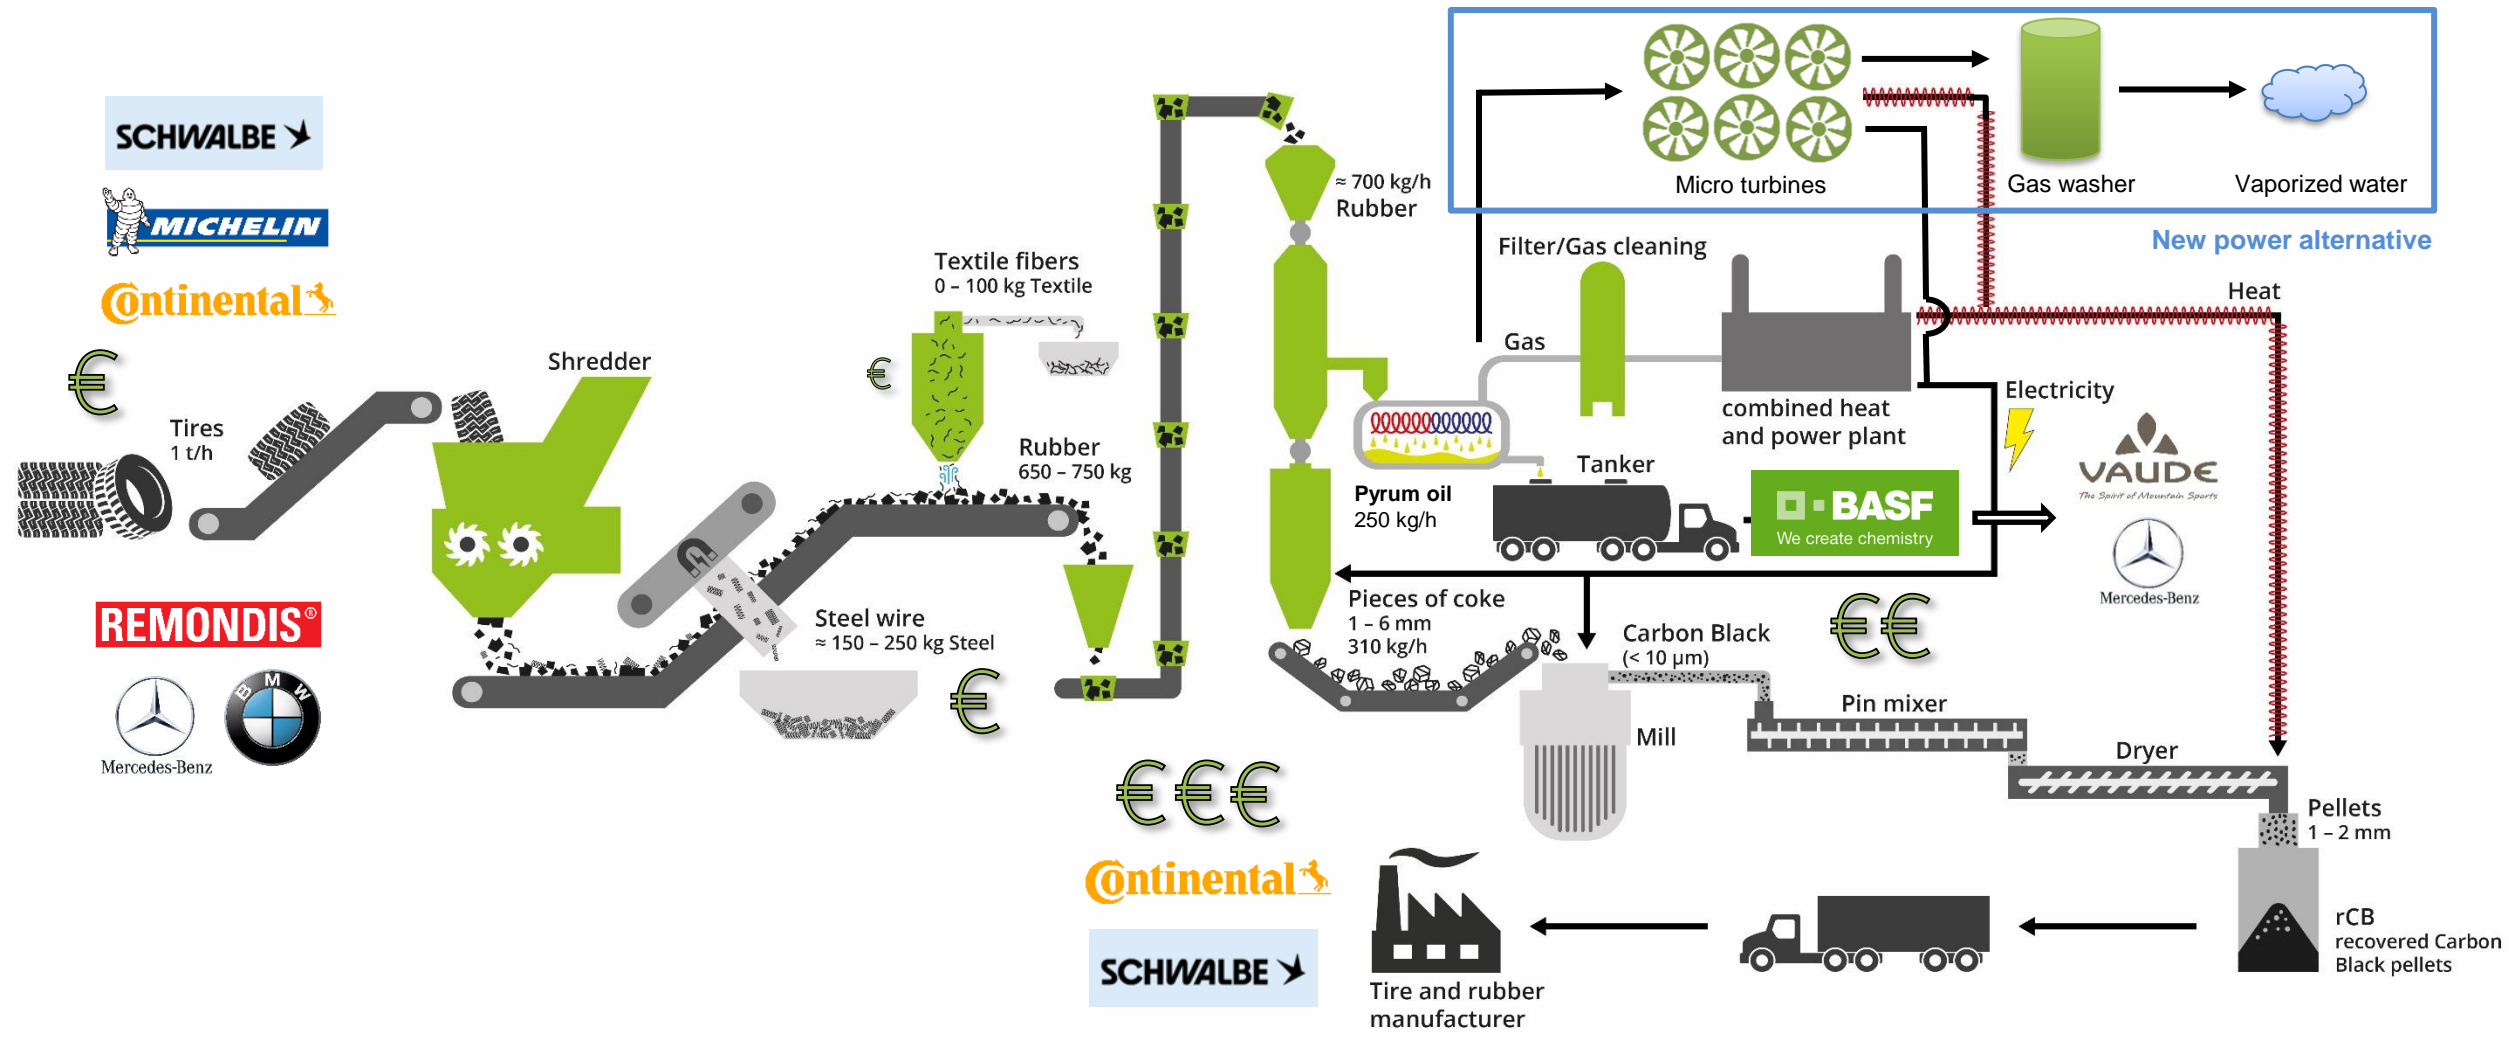 SCHWALBE
MICHELIN
Continental
€
Tires
1 t/h
REMONDIS®
Mercedes-Benz
BMW
Shredder
Textile fibers
0 – 100 kg Textile
€
Rubber
650 – 750 kg
Steel wire
≈ 150 – 250 kg Steel
€
≈ 700 kg/h
Rubber
Micro turbines
Gas washer
Vaporized water
New power alternative
Filter/Gas cleaning
Gas
Heat
combined heat
and power plant
Electricity
Pyrum oil
250 kg/h
Tanker
BASF
We create chemistry
VAUDE
The Spirit of Mountain Sports
Mercedes-Benz
Pieces of coke
1 – 6 mm
310 kg/h
Carbon Black
(< 10 µm)
€€
Mill
Pin mixer
Dryer
Pellets
1 – 2 mm
rCB
recovered Carbon
Black pellets
€€€
Continental
SCHWALBE
Tire and rubber
manufacturer